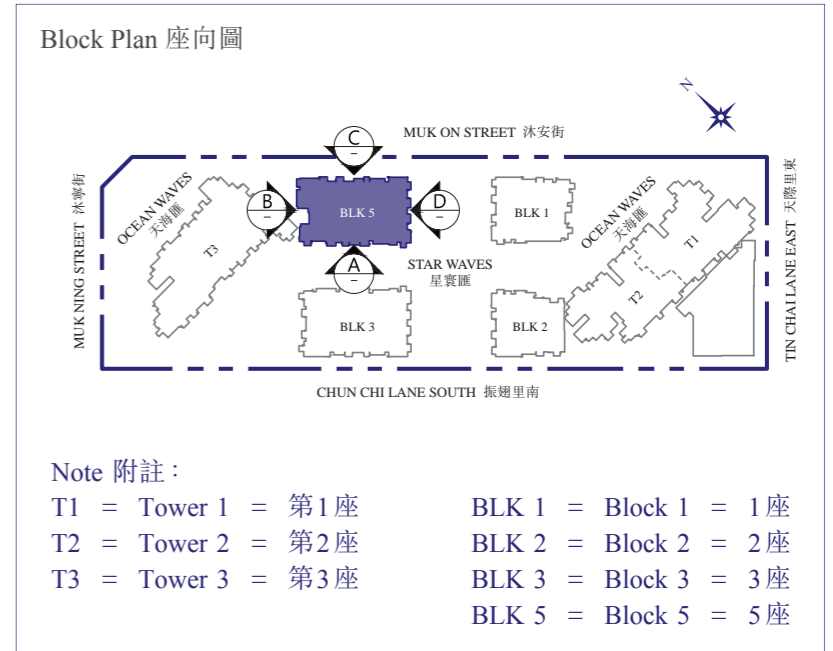 Block Plan 座向圖
N
MUK ON STREET 沐安街
C
–
MUK NING STREET 沐寧街
OCEAN WAVES
天海匯
T3
B
–
BLK 5
D
–
A
–
BLK 1
STAR WAVES
星寰匯
BLK 3
BLK 2
OCEAN WAVES
天海匯
T1
T2
TIN CHAI LANE EAST 天際里東
CHUN CHI LANE SOUTH 振翅里南
Note 附註：
T1 = Tower 1 = 第1座
T2 = Tower 2 = 第2座
T3 = Tower 3 = 第3座
BLK 1 = Block 1 = 1座
BLK 2 = Block 2 = 2座
BLK 3 = Block 3 = 3座
BLK 5 = Block 5 = 5座